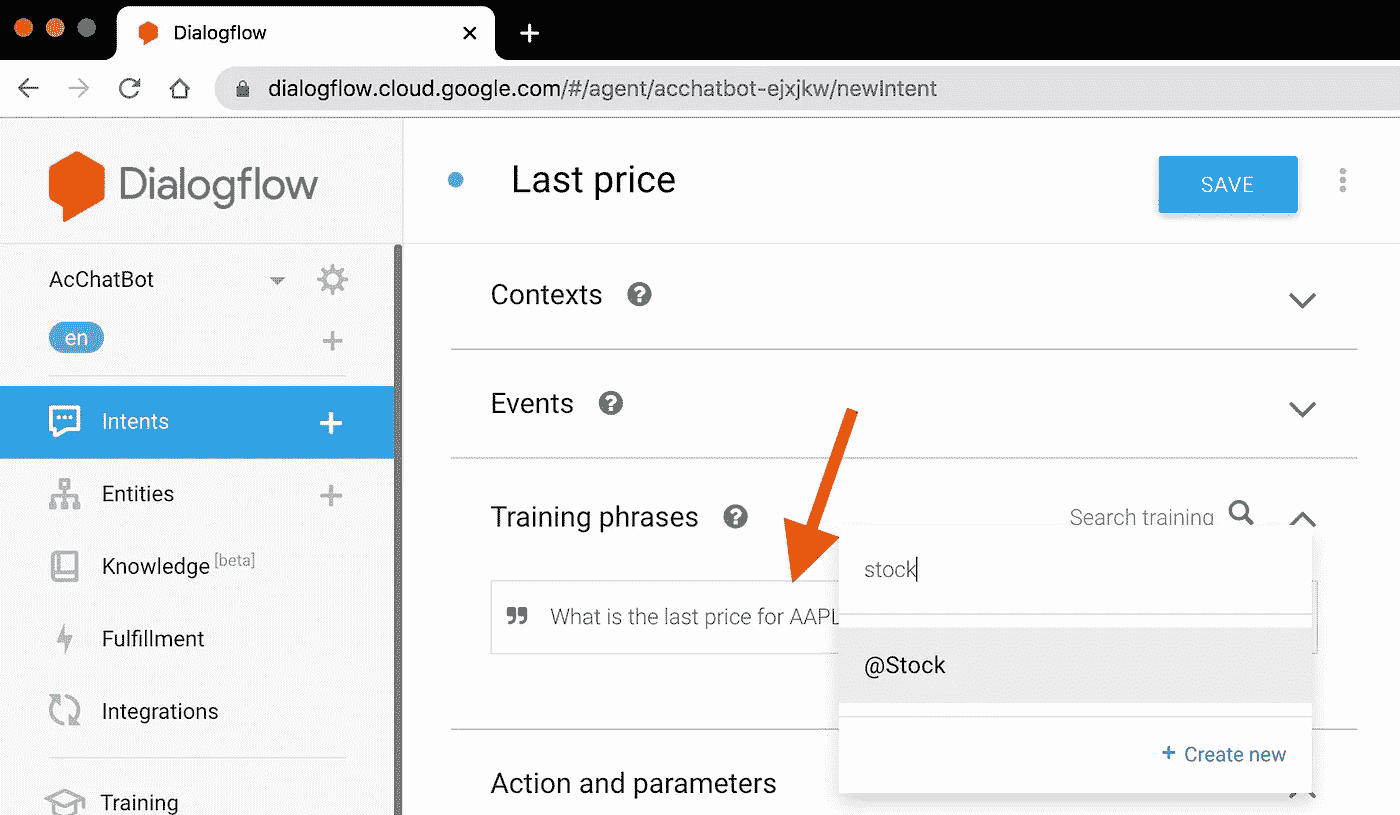 Dialogflow
dialogflow.cloud.google.com/#/agent/acchatbot-ejxjkw/newIntent
Dialogflow
Last price
SAVE
AcChatBot
en
Contexts
Events
Intents
Entities
Training phrases
Search training
stock
Knowledge [beta]
What is the last price for AAPL
Fulfillment
@Stock
Integrations
+ Create new
Action and parameters
Training